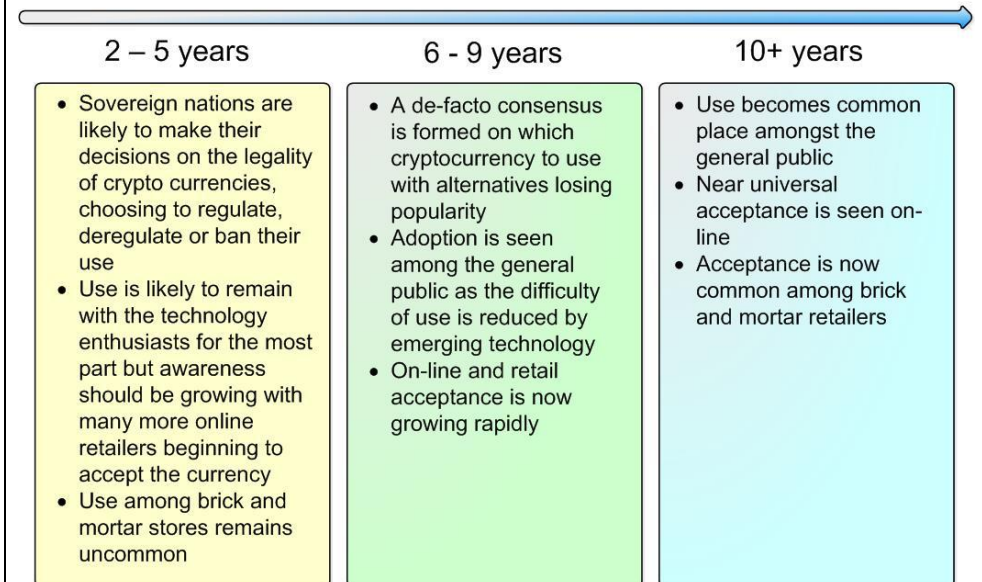 2 – 5 years
• Sovereign nations are
likely to make their
decisions on the legality
of crypto currencies,
choosing to regulate,
deregulate or ban their
use
• Use is likely to remain
with the technology
enthusiasts for the most
part but awareness
should be growing with
many more online
retailers beginning to
accept the currency
• Use among brick and
mortar stores remains
uncommon
6 - 9 years
• A de-facto consensus
is formed on which
cryptocurrency to use
with alternatives losing
popularity
• Adoption is seen
among the general
public as the difficulty
of use is reduced by
emerging technology
• On-line and retail
acceptance is now
growing rapidly
10+ years
• Use becomes common
place amongst the
general public
• Near universal
acceptance is seen on-
line
• Acceptance is now
common among brick
and mortar retailers